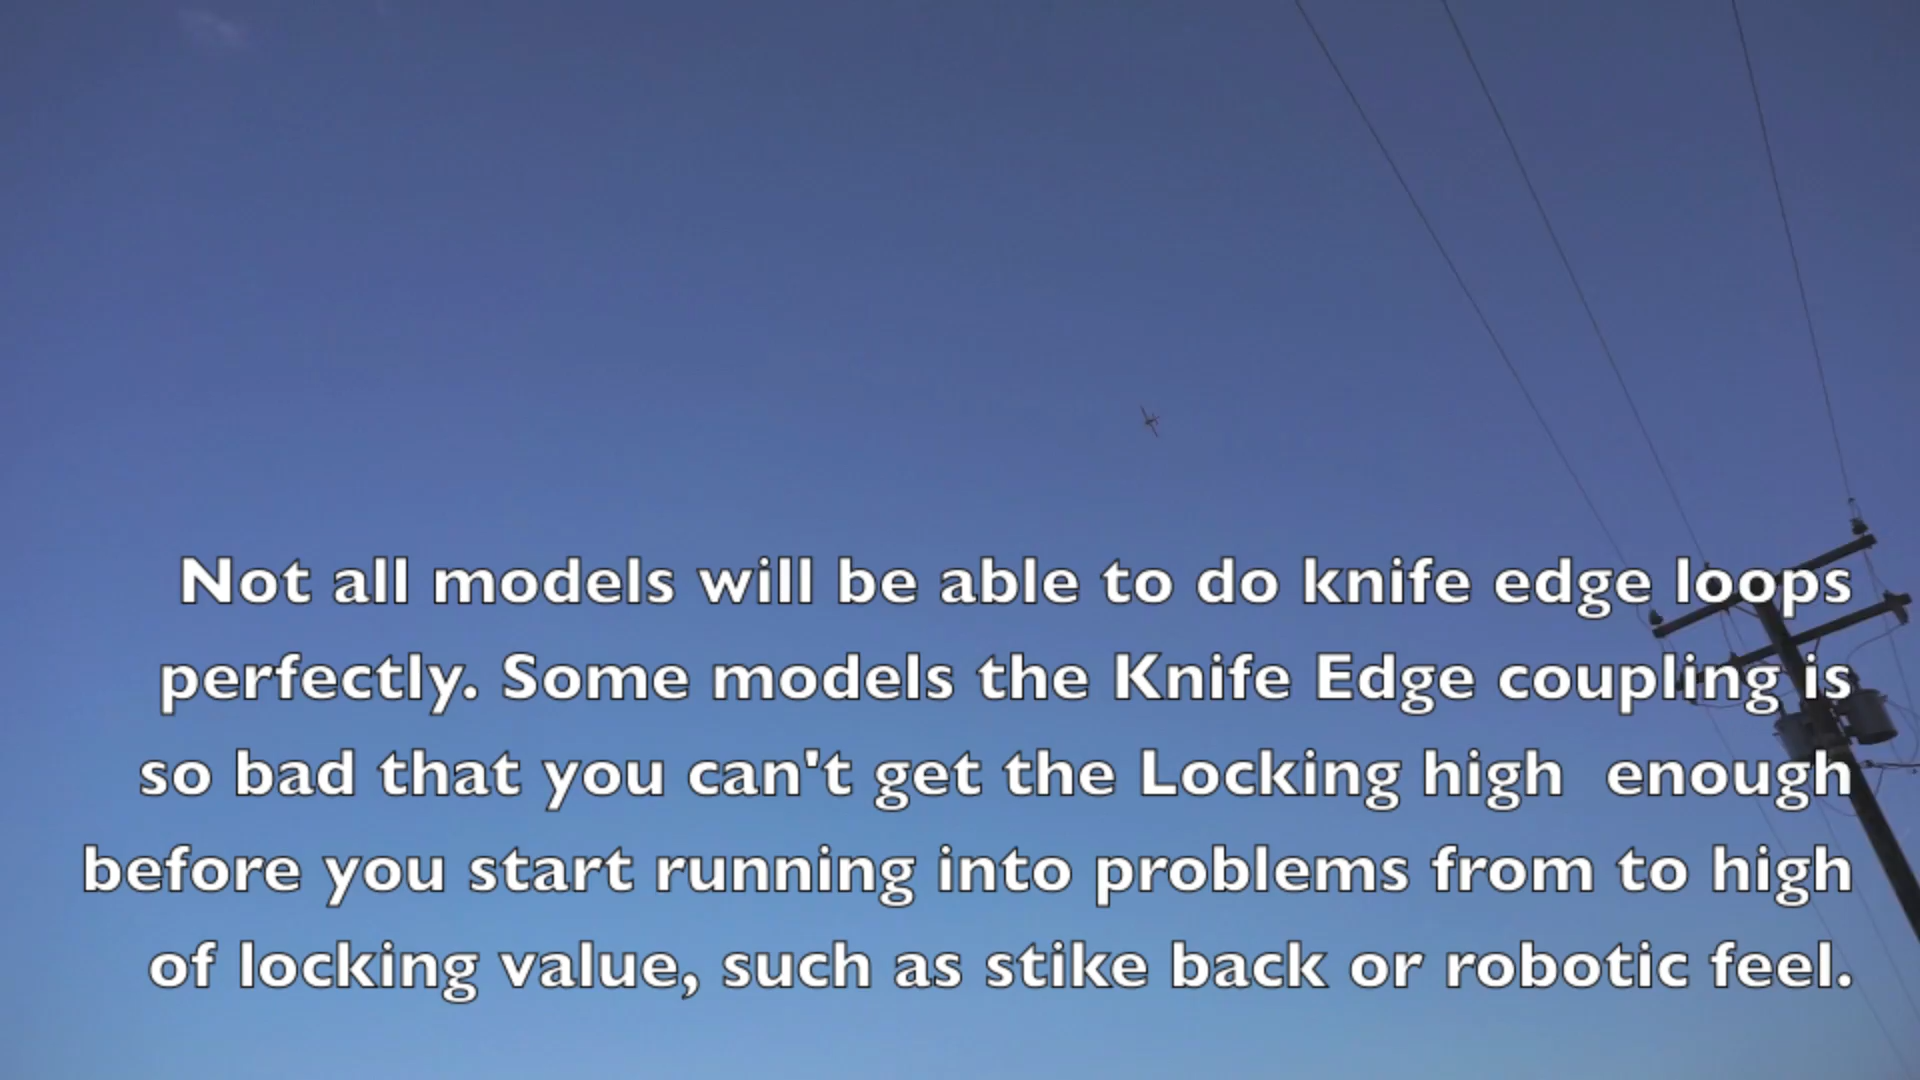 Not all models will be able to do knife edge loops
perfectly. Some models the Knife Edge coupling is
so bad that you can't get the Locking high  enough
before you start running into problems from to high
of locking value, such as stike back or robotic feel.